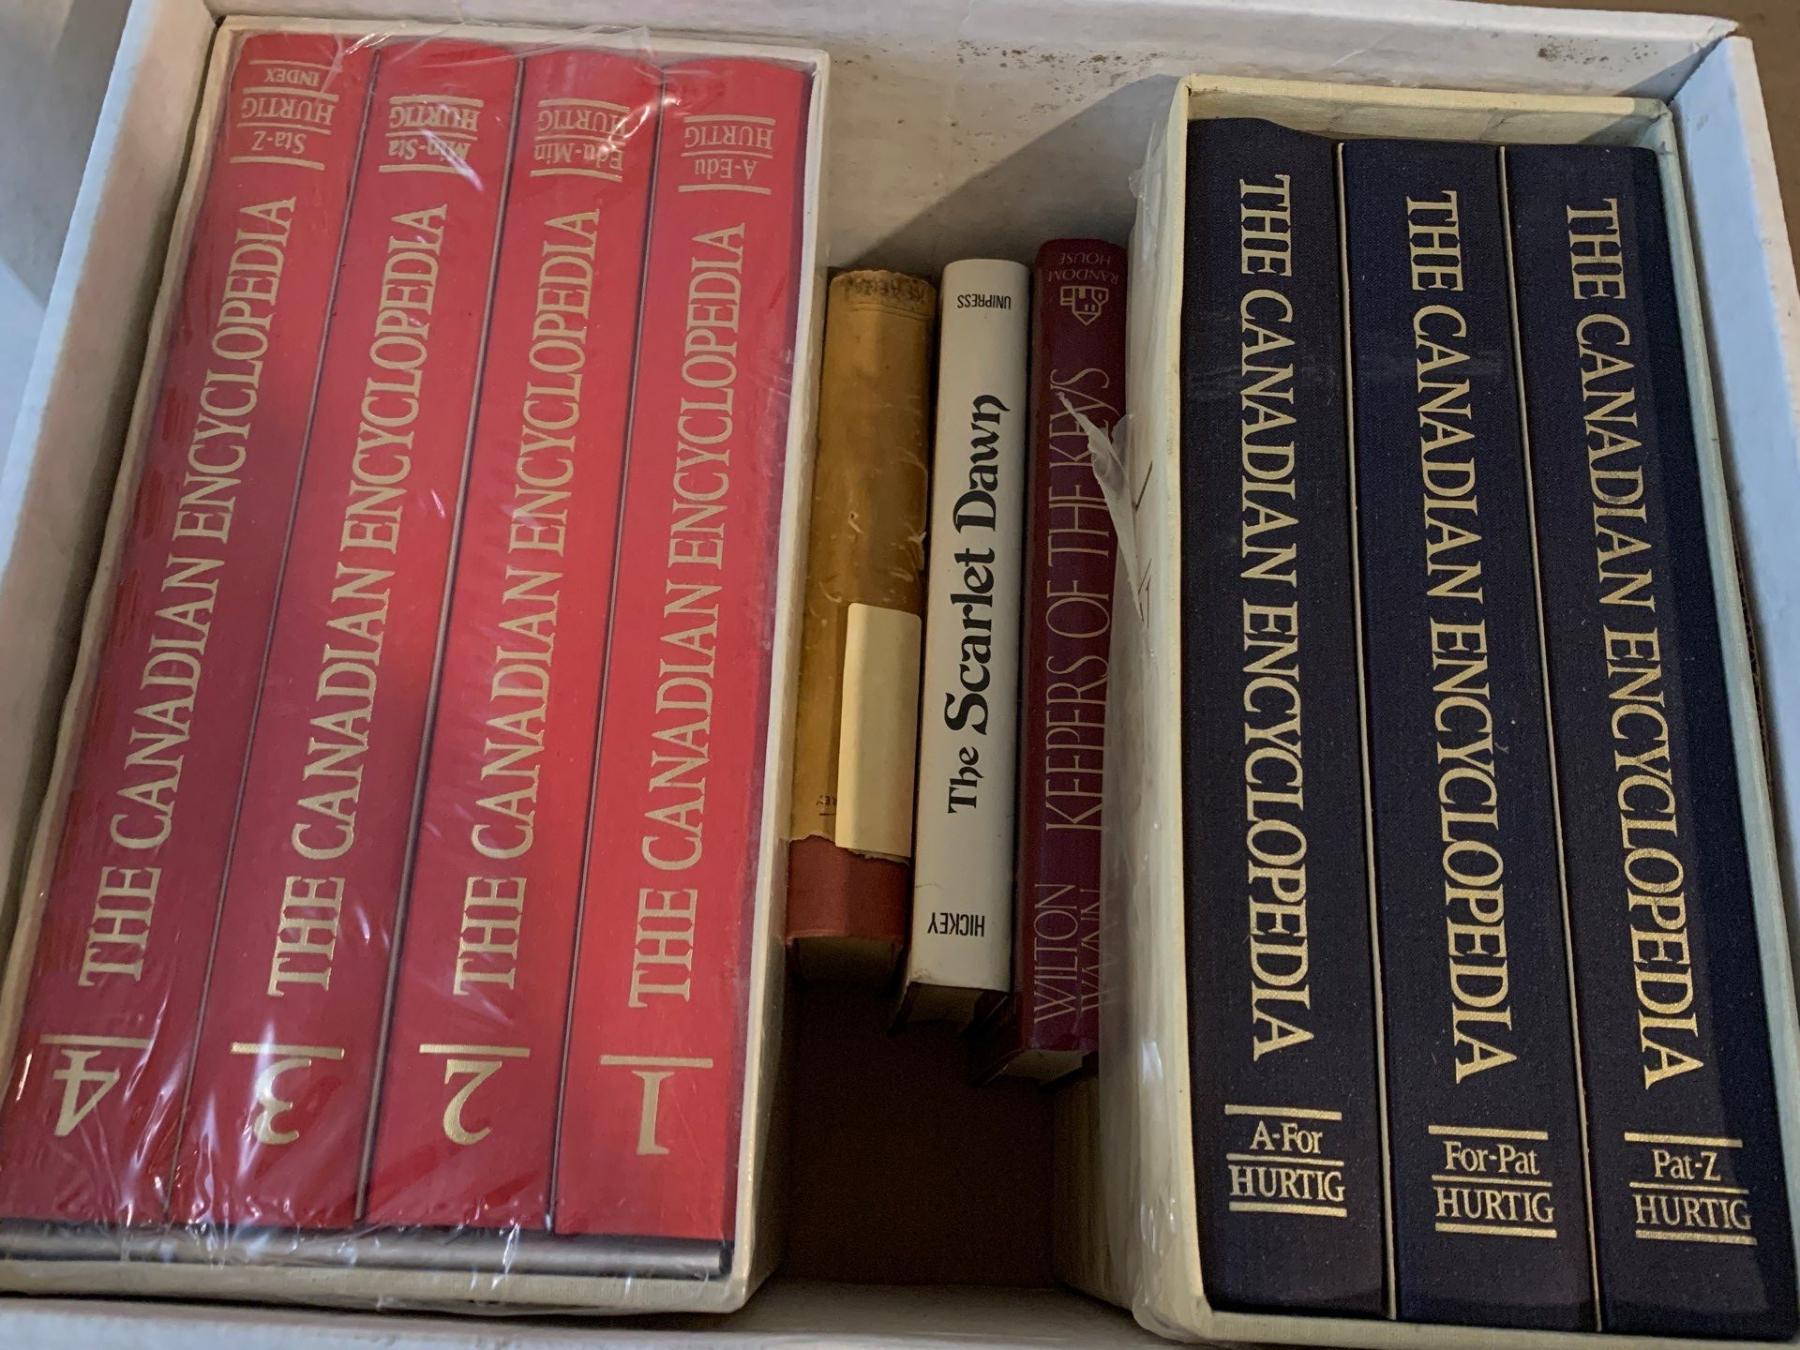 4
THE CANADIAN ENCYCLOPEDIA
Sta-Z
HURTIG
INDEX
3
THE CANADIAN ENCYCLOPEDIA
Min-Sta
HURTIG
2
THE CANADIAN ENCYCLOPEDIA
Edu-Min
HURTIG
1
THE CANADIAN ENCYCLOPEDIA
A-Edu
HURTIG
HICKEY
The Scarlet Dawn
UNIPRESS
WILTON
WYNN
KEEPERS OF THE KEYS
RANDOM
HOUSE
THE CANADIAN ENCYCLOPEDIA
A-For
HURTIG
THE CANADIAN ENCYCLOPEDIA
For-Pat
HURTIG
THE CANADIAN ENCYCLOPEDIA
Pat-Z
HURTIG